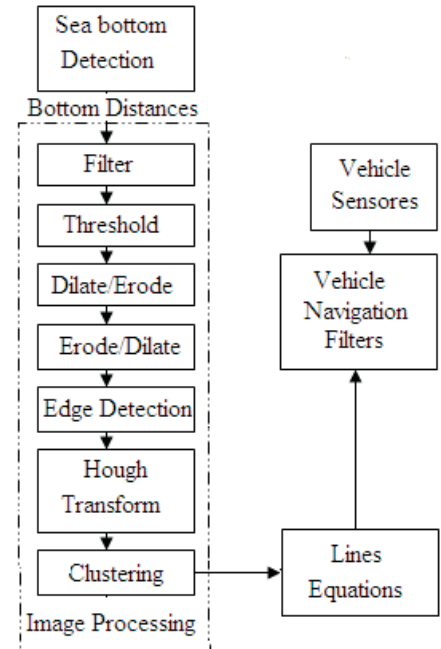 Sea bottom
Detection
Bottom Distances
Filter
Threshold
Dilate/Erode
Erode/Dilate
Edge Detection
Hough
Transform
Clustering
Image Processing
Vehicle
Sensores
Vehicle
Navigation
Filters
Lines
Equations